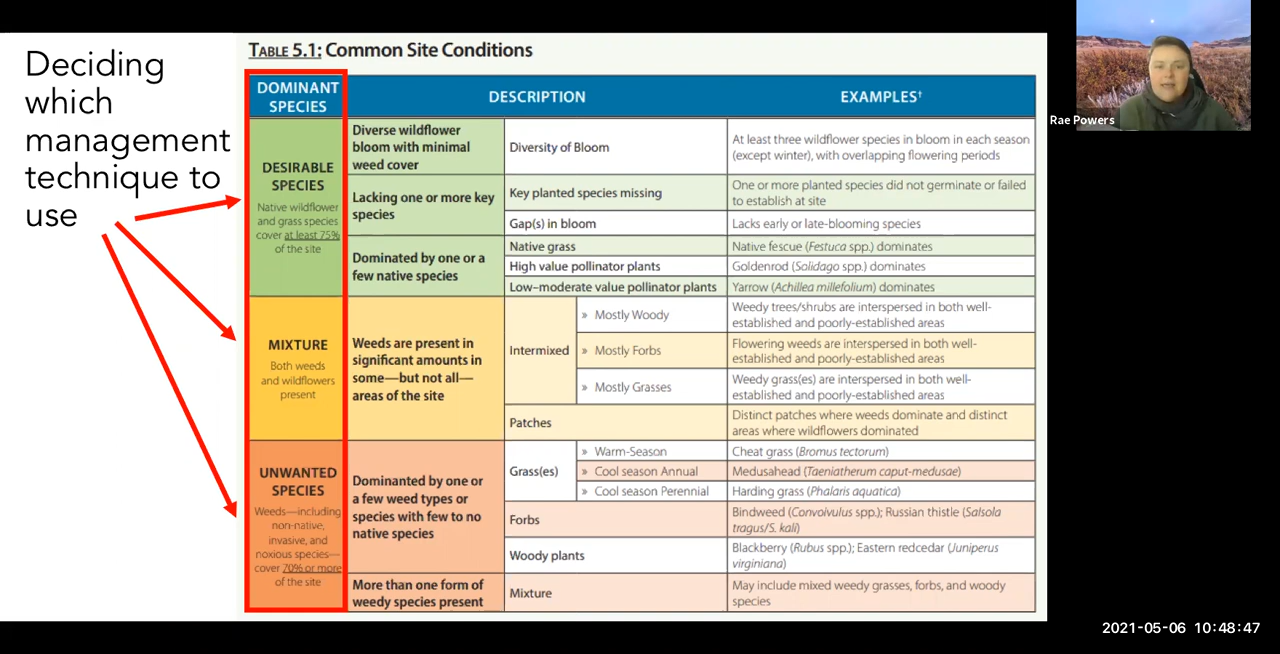 Deciding
which
management
technique to
use
TABLE 5.1: Common Site Conditions
DOMINANT
SPECIES
DESCRIPTION
EXAMPLES†
DESIRABLE
SPECIES
Native wildflower
and grass species
cover at least 75%
of the site
Diverse wildflower
bloom with minimal
weed cover
Diversity of Bloom
At least three wildflower species in bloom in each season
(except winter), with overlapping flowering periods
Lacking one or more key
species
Key planted species missing
One or more planted species did not germinate or failed
to establish at site
Gap(s) in bloom
Lacks early or late-blooming species
Dominated by one or a
few native species
Native grass
Native fescue (Festuca spp.) dominates
High value pollinator plants
Goldenrod (Solidago spp.) dominates
Low–moderate value pollinator plants
Yarrow (Achillea millefolium) dominates
MIXTURE
Both weeds
and wildflowers
present
Weeds are present in
significant amounts in
some—but not all—
areas of the site
Intermixed
» Mostly Woody
Weedy trees/shrubs are interspersed in both well-
established and poorly-established areas
» Mostly Forbs
Flowering weeds are interspersed in both well-
established and poorly-established areas
» Mostly Grasses
Weedy grass(es) are interspersed in both well-
established and poorly-established areas
Patches
Distinct patches where weeds dominate and distinct
areas where wildflowers dominated
UNWANTED
SPECIES
Weeds—including
non-native,
invasive, and
noxious species—
cover 70% or more
of the site
Dominanted by one or
a few weed types or
species with few to no
native species
Grass(es)
» Warm-Season
Cheat grass (Bromus tectorum)
» Cool season Annual
Medusahead (Taeniatherum caput-medusae)
» Cool season Perennial
Harding grass (Phalaris aquatica)
Forbs
Bindweed (Convolvulus spp.); Russian thistle (Salsola
tragus/S. kali)
Woody plants
Blackberry (Rubus spp.); Eastern redcedar (Juniperus
virginiana)
More than one form of
weedy species present
Mixture
May include mixed weedy grasses, forbs, and woody
species
Rae Powers
2021-05-06 10:48:47